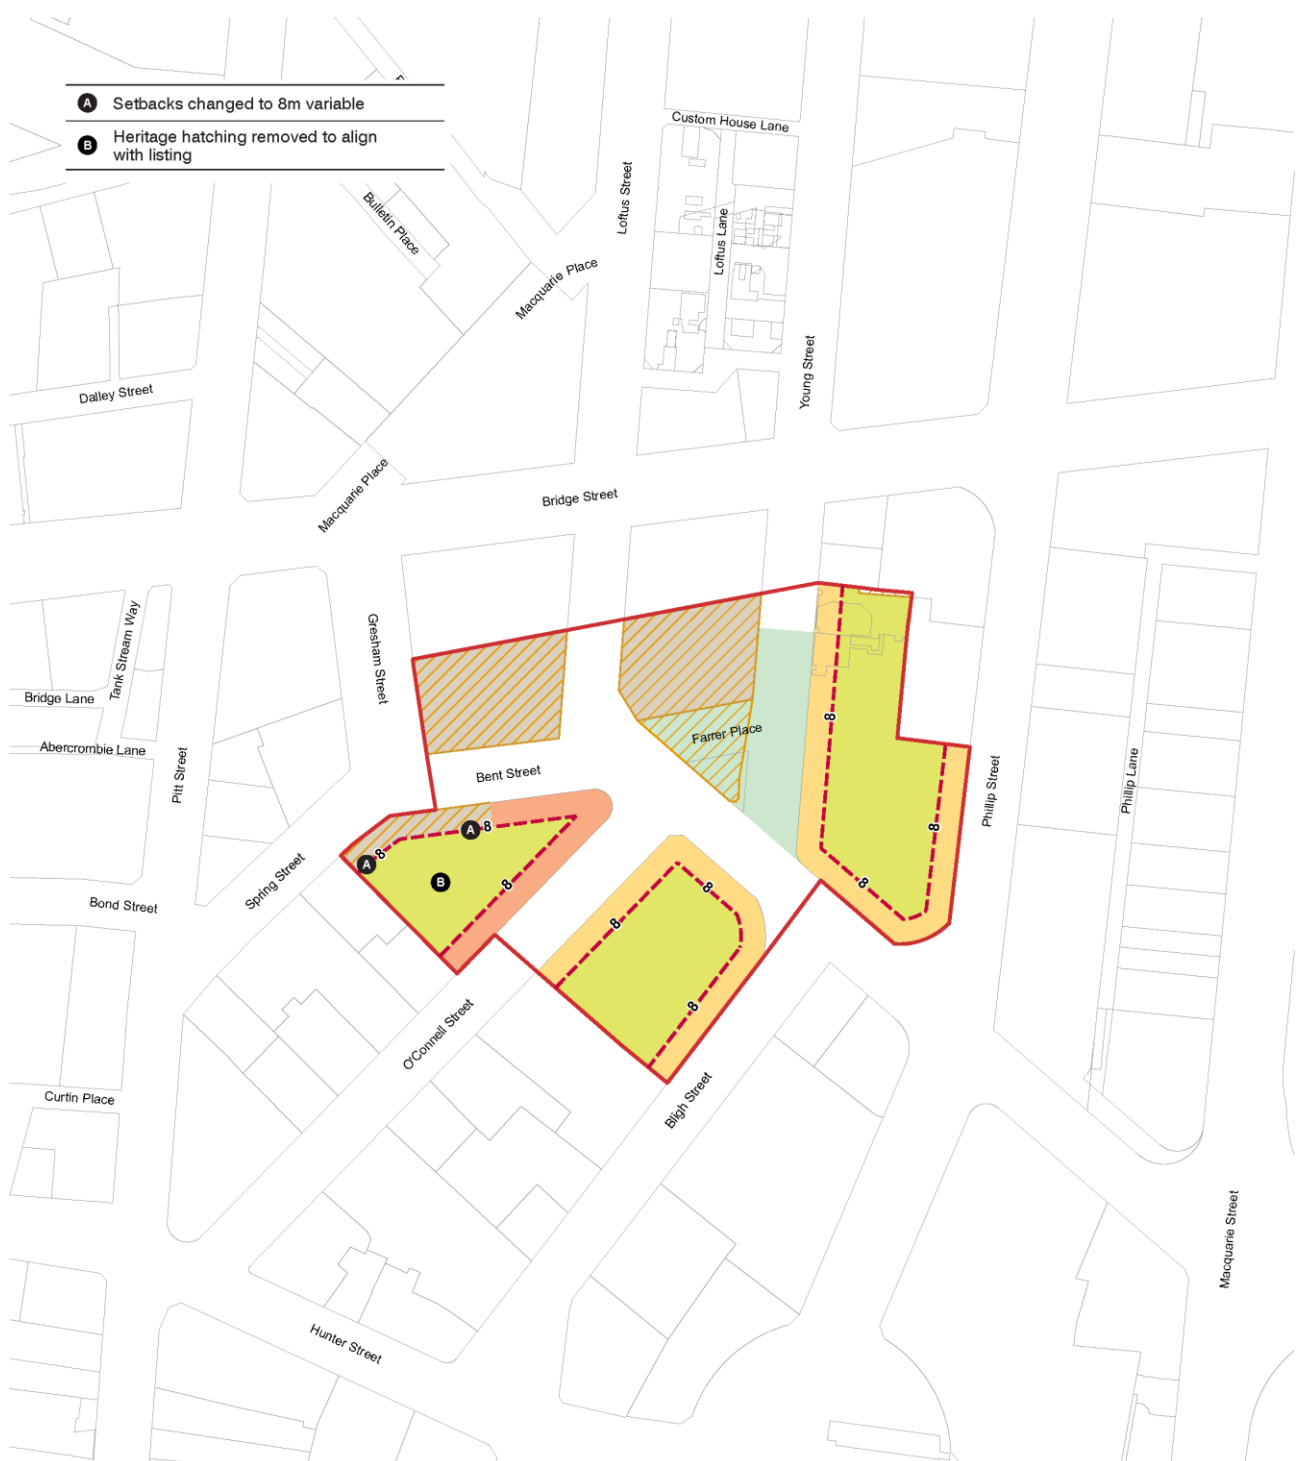 A Setbacks changed to 8m variable
B Heritage hatching removed to align
with listing
Custom House Lane
Loftus Street
Loftus Lane
Bulletin Place
Macquarie Place
Young Street
Dalley Street
Macquarie Place
Bridge Street
Tank Stream Way
Gresham Street
Bridge Lane
8
Farrer Place
Abercrombie Lane
Pitt Street
Bent Street
Phillip Street
Phillip Lane
A 8
8
8
A
B
8
8
8
Spring Street
Bond Street
8
8
O'Connell Street
Curtin Place
Bligh Street
Macquarie Street
Hunter Street